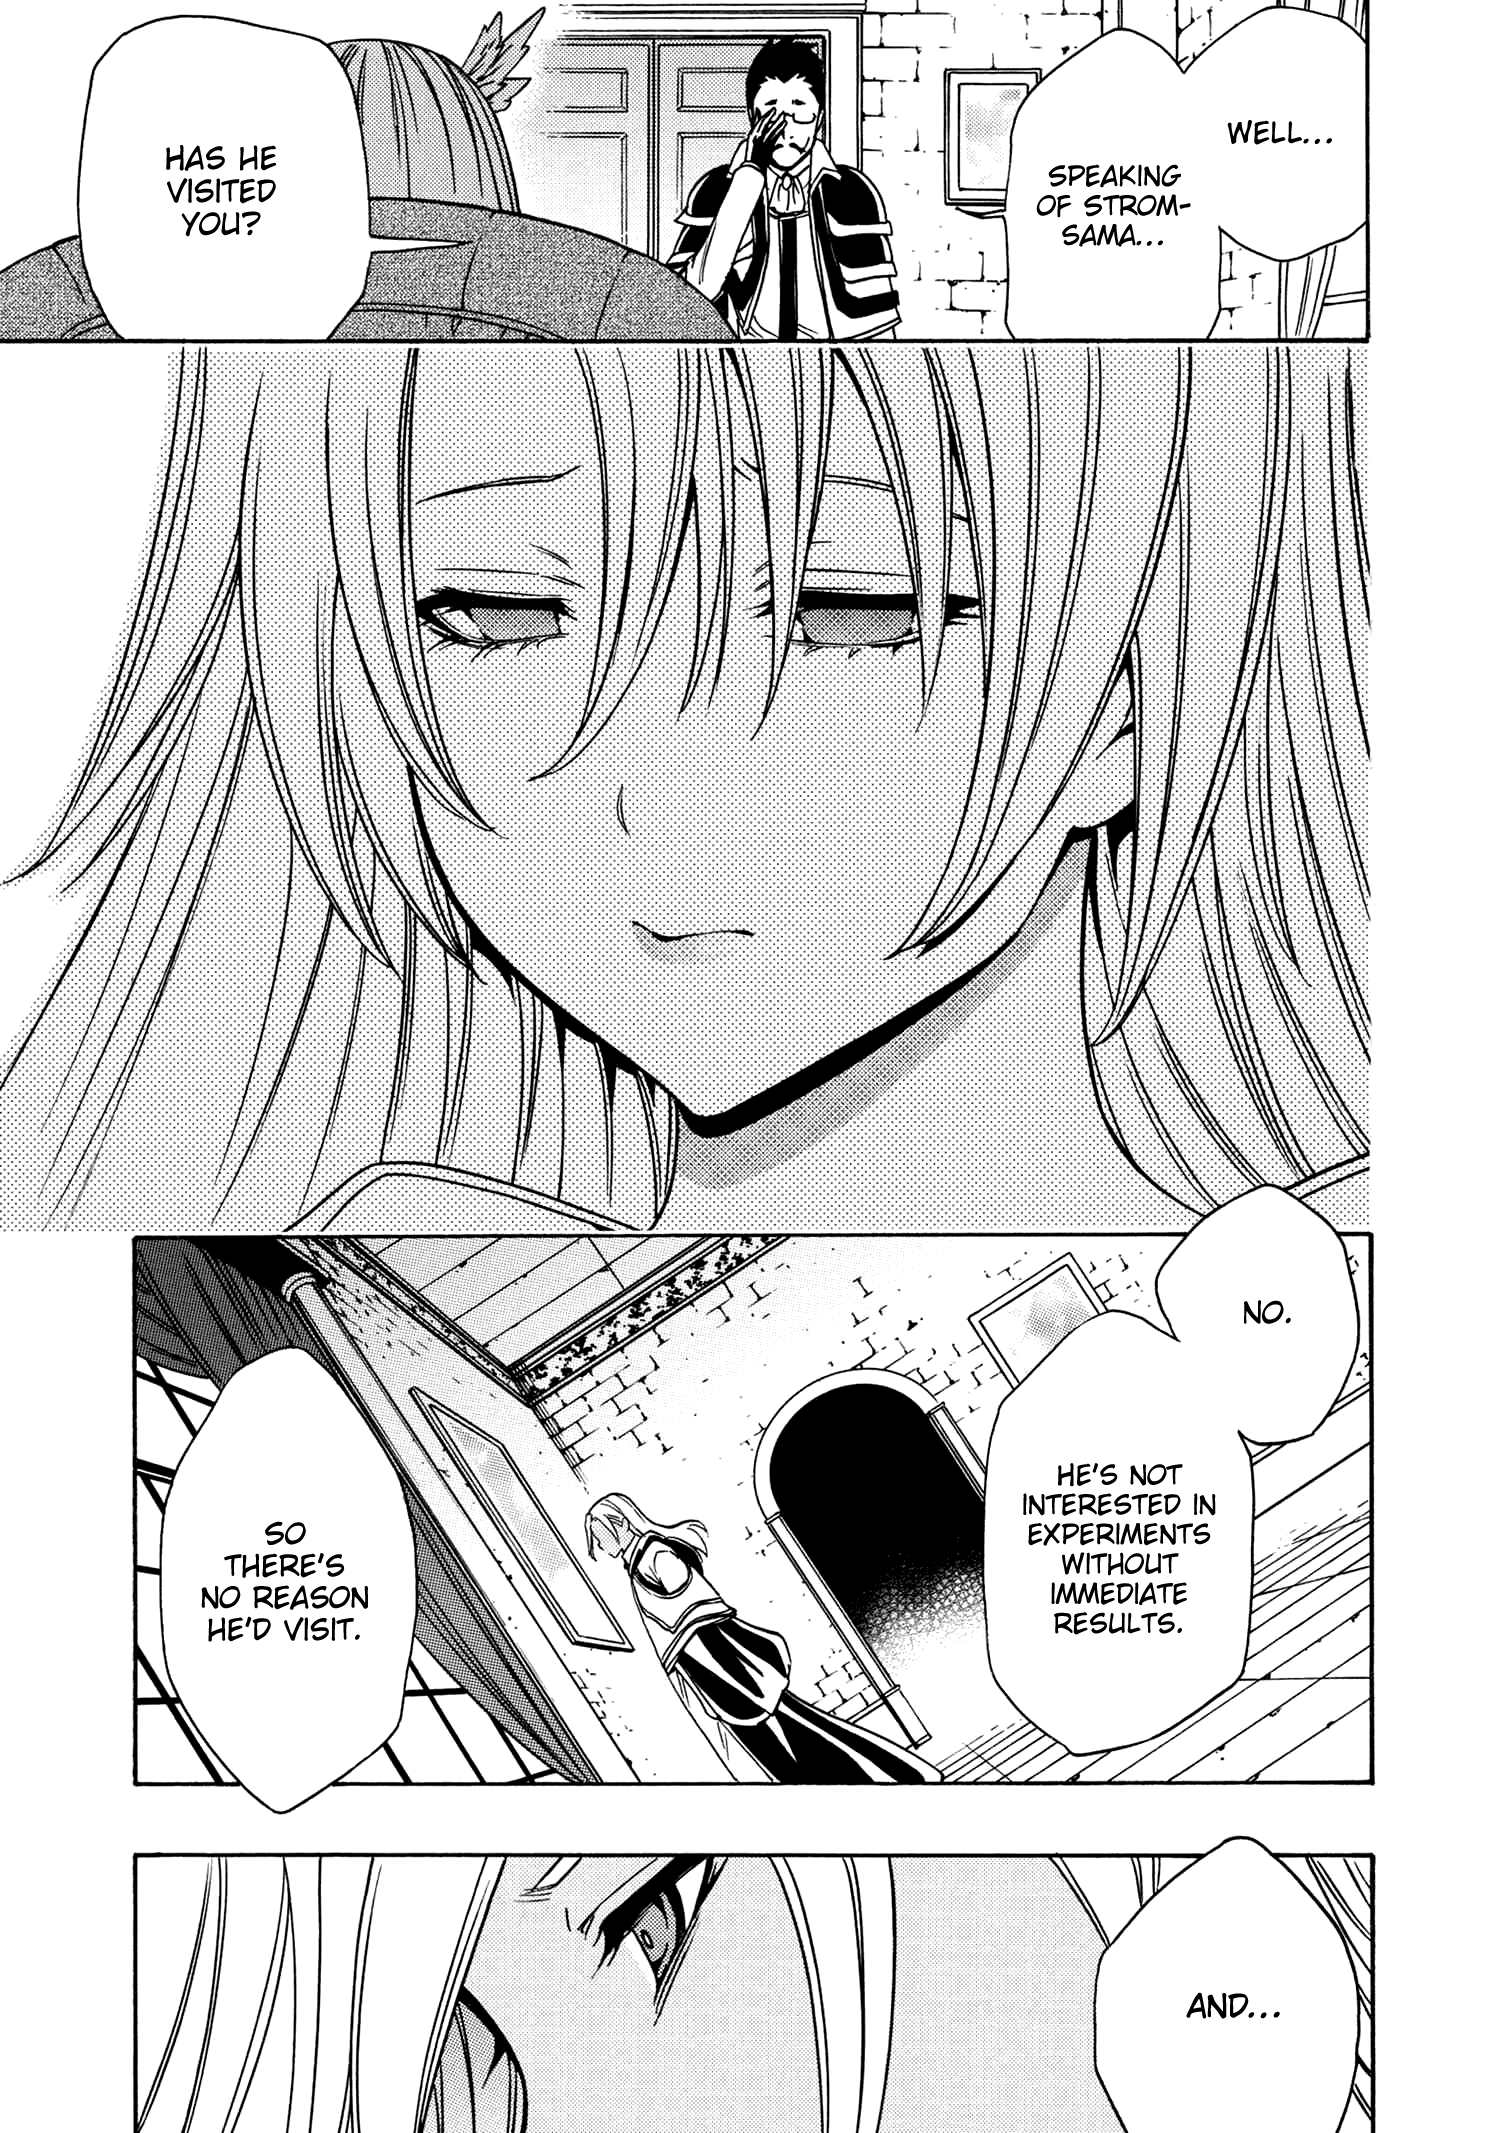 WELL...
SPEAKING
OF STROM-
SAMA...
HAS HE
VISITED
YOU?
NO.
HE'S NOT
INTERESTED IN
EXPERIMENTS
WITHOUT
IMMEDIATE
RESULTS.
SO
THERE'S
NO REASON
HE'D VISIT.
AND...